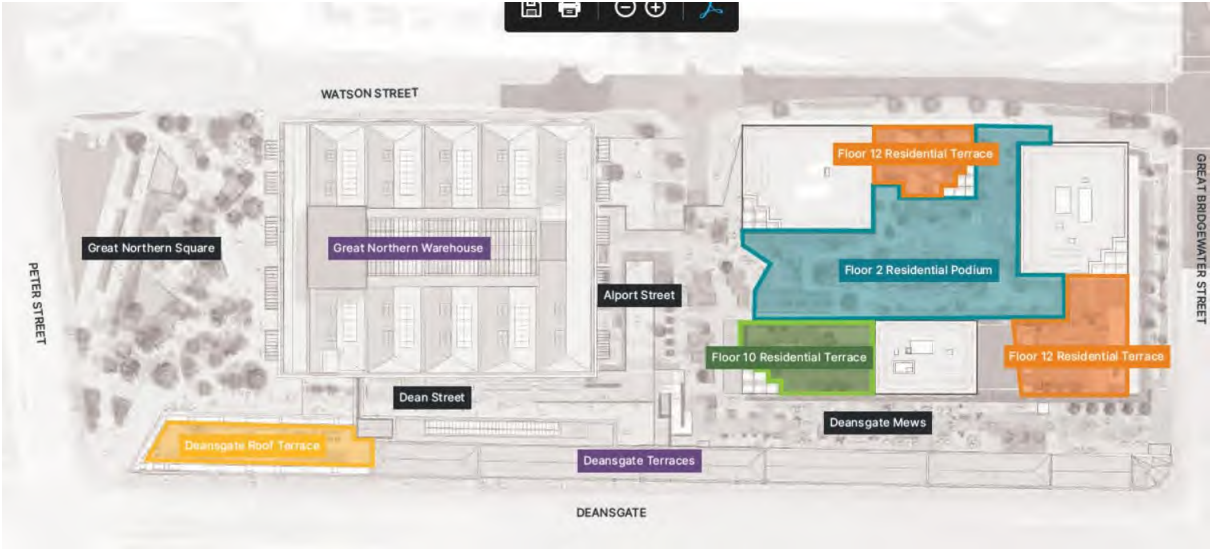 WATSON STREET
Floor 12 Residential Terrace
Great Northern Square
Great Northern Warehouse
Floor 2 Residential Podium
PETER STREET
GREAT BRIDGEWATER STREET
Alport Street
Floor 10 Residential Terrace
Floor 12 Residential Terrace
Dean Street
Deansgate Mews
Deansgate Roof Terrace
Deansgate Terraces
DEANSGATE